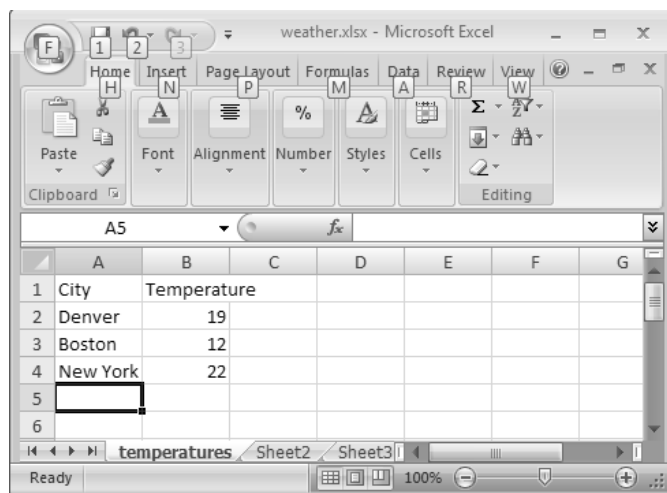 weather.xlsx - Microsoft Excel
F 1 2 3
Home Insert Page Layout Formulas Data Review View
H N P M A R W
Paste Font Alignment Number Styles Cells
Clipboard Editing
A5 fx
A B C D E F G
1 City Temperature
2 Denver 19
3 Boston 12
4 New York 22
5
6
temperatures Sheet2 Sheet3
Ready 100%